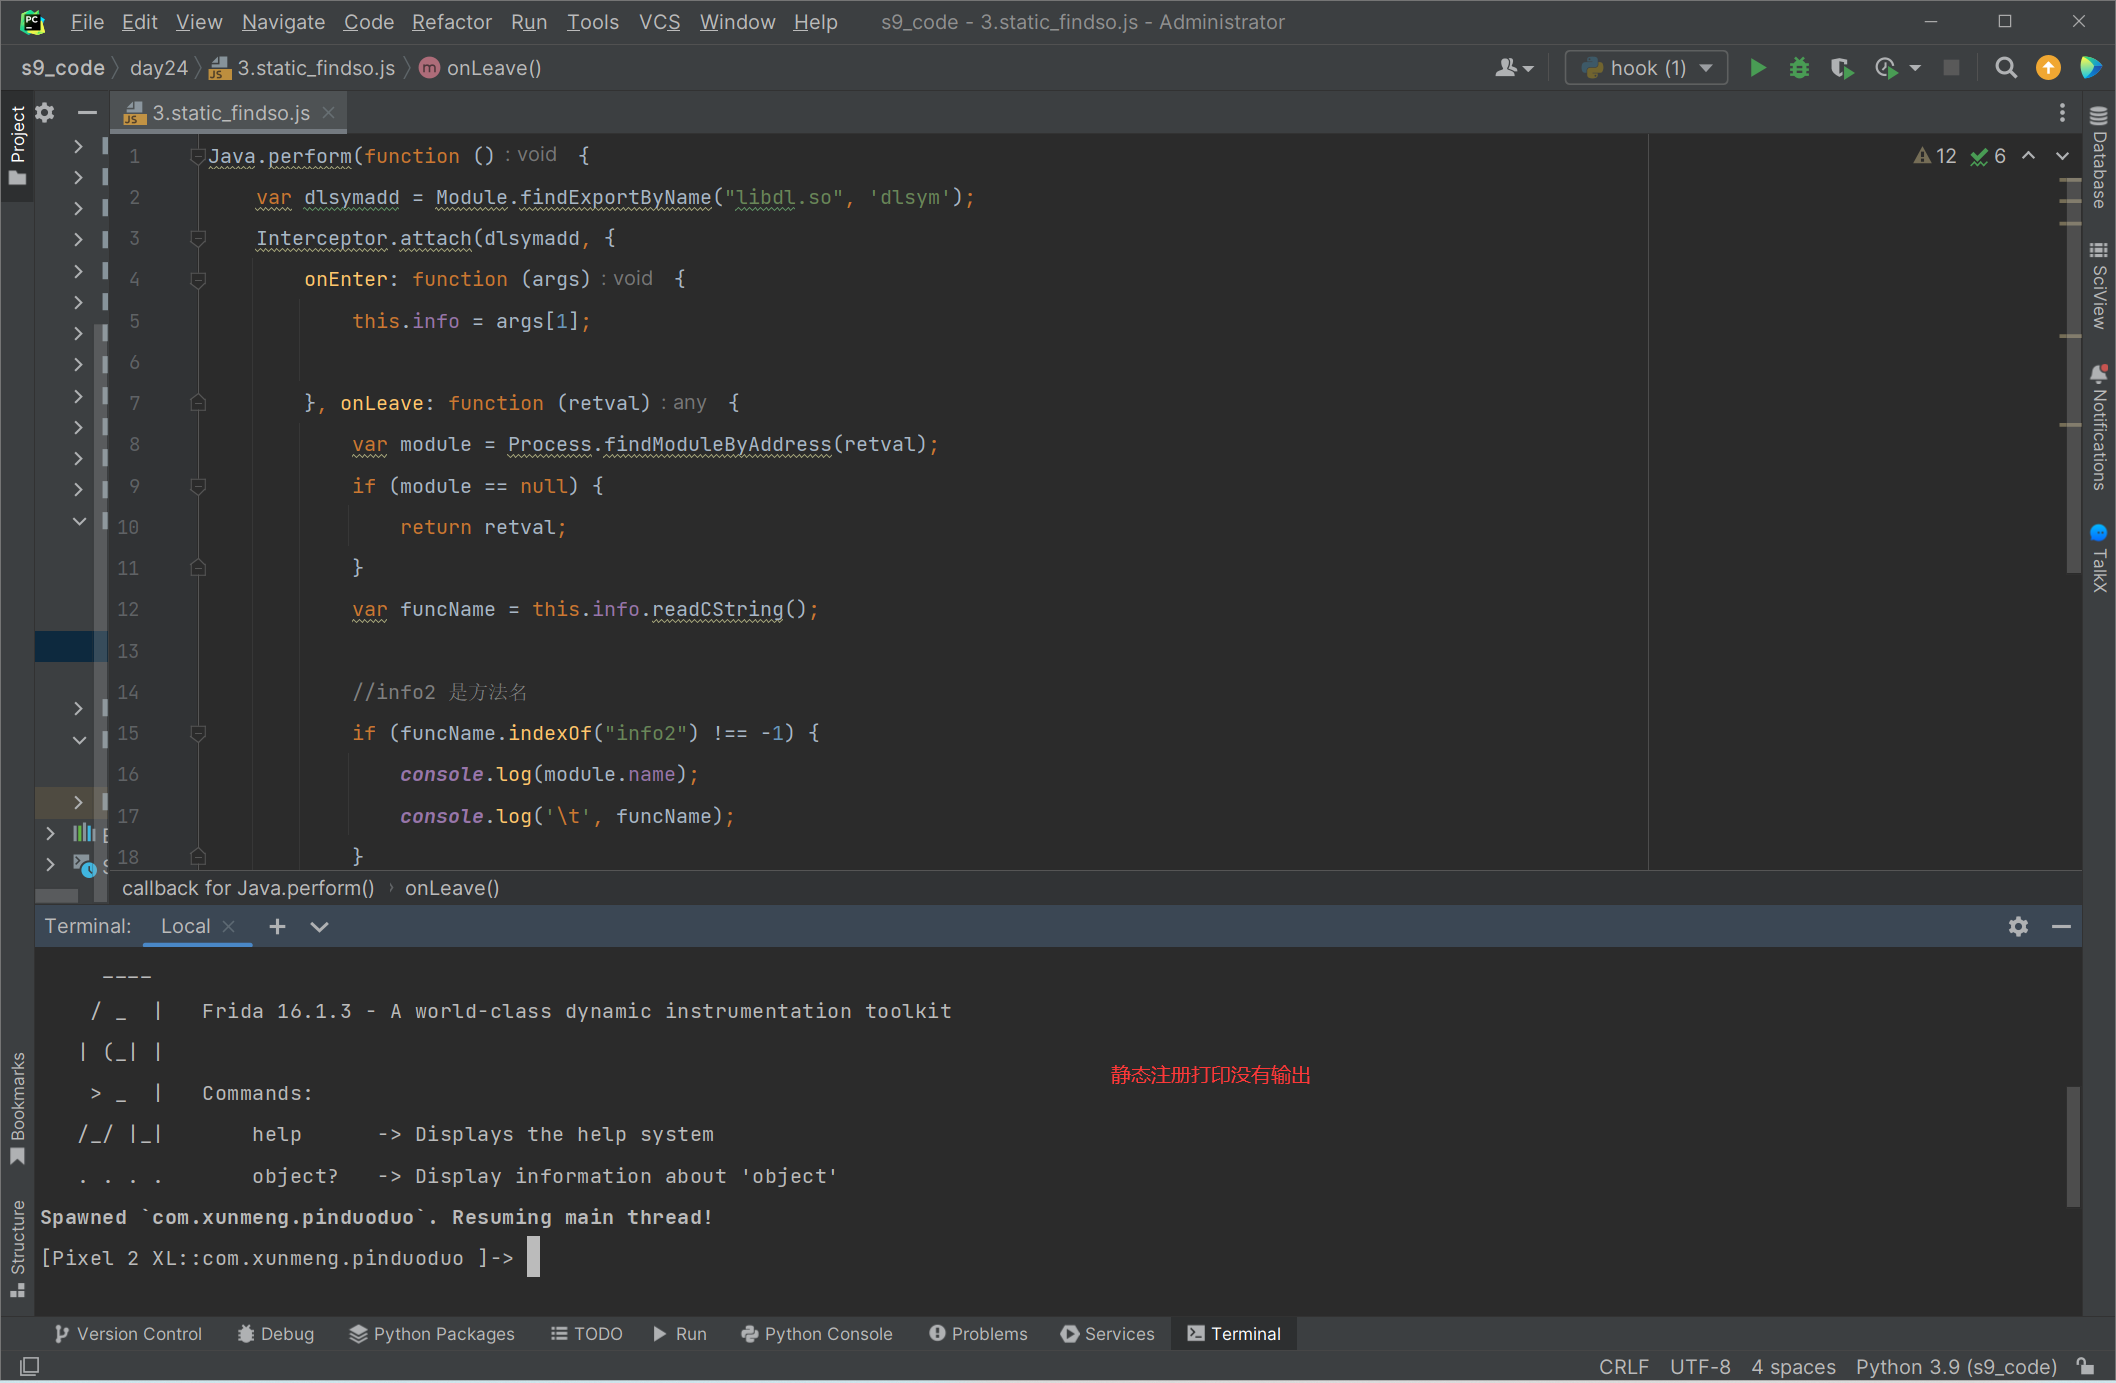 File Edit View Navigate Code Refactor Run Tools VCS Window Help s9_code - 3.static_findso.js - Administrator
s9_code day24 3.static_findso.js onLeave() hook (1)
Project
3.static_findso.js
12 6
1 Java.perform(function () : void {
2 var dlsymadd = Module.findExportByName("libdl.so", 'dlsym');
3 Interceptor.attach(dlsymadd, {
4 onEnter: function (args) : void {
5 this.info = args[1];
6
7 }, onLeave: function (retval) : any {
8 var module = Process.findModuleByAddress(retval);
9 if (module == null) {
10 return retval;
11 }
12 var funcName = this.info.readCString();
13
14 //info2 是方法名
15 if (funcName.indexOf("info2") !== -1) {
16 console.log(module.name);
17 console.log('\t', funcName);
18 }
callback for Java.perform() › onLeave()
Database
SciView
Notifications
TalkX
Terminal: Local
____
/ _ | Frida 16.1.3 - A world-class dynamic instrumentation toolkit
| (_| |
静态注册打印没有输出
> _ | Commands:
/_/ |_| help -> Displays the help system
. . . . object? -> Display information about 'object'
Spawned `com.xunmeng.pinduoduo`. Resuming main thread!
[Pixel 2 XL::com.xunmeng.pinduoduo ]->
Bookmarks
Structure
Version Control Debug Python Packages TODO Run Python Console Problems Services Terminal
CRLF UTF-8 4 spaces Python 3.9 (s9_code)